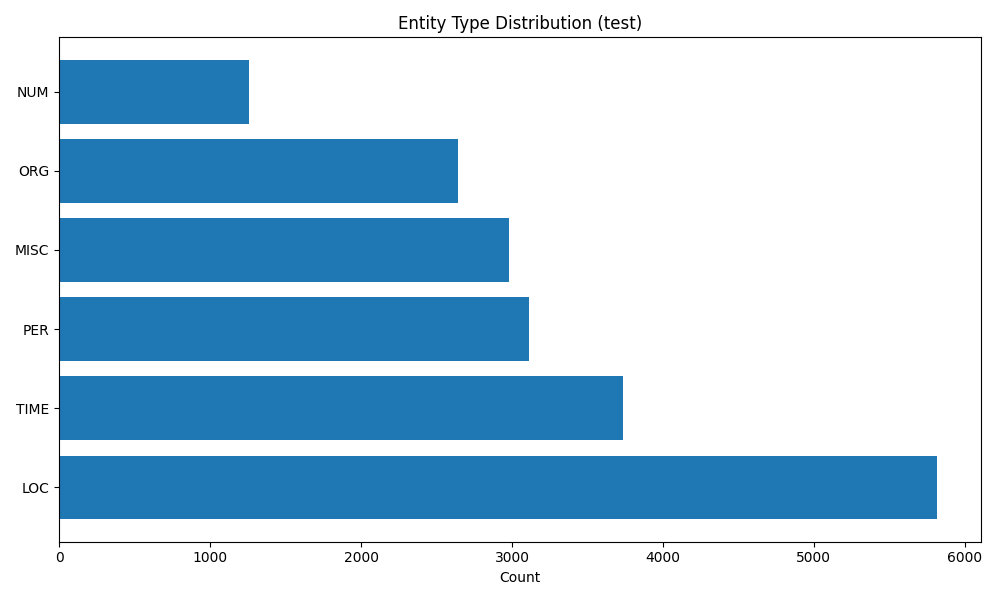 Entity Type Distribution (test)
NUM
ORG
MISC
PER
TIME
LOC
0 1000 2000 3000 4000 5000 6000
Count